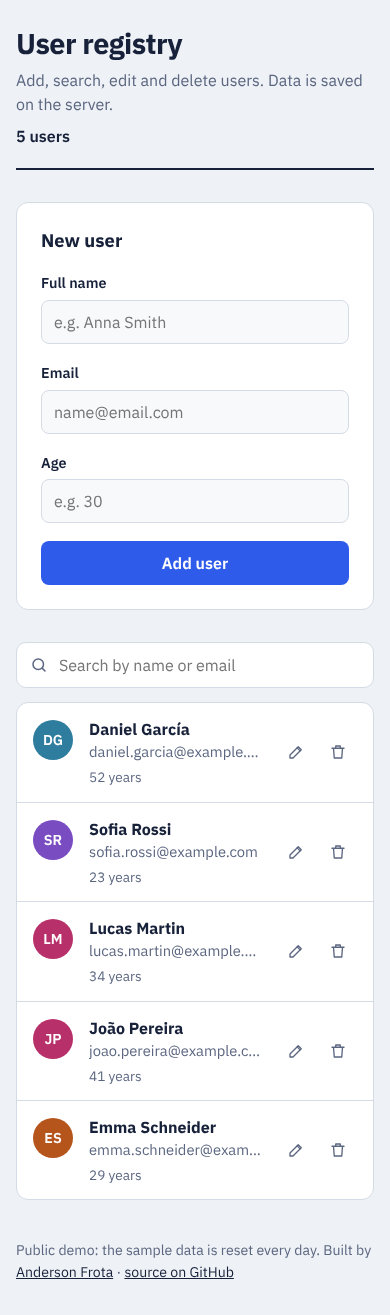 User registry
Add, search, edit and delete users. Data is saved
on the server.
5 users
New user
Full name
e.g. Anna Smith
Email
name@email.com
Age
e.g. 30
Add user
Search by name or email
DG
Daniel García
daniel.garcia@example....
52 years
SR
Sofia Rossi
sofia.rossi@example.com
23 years
LM
Lucas Martin
lucas.martin@example....
34 years
JP
João Pereira
joao.pereira@example.c...
41 years
ES
Emma Schneider
emma.schneider@exam...
29 years
Public demo: the sample data is reset every day. Built by
Anderson Frota · source on GitHub